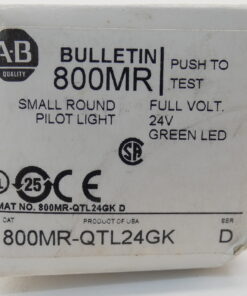 AB
QUALITY
BULLETIN
800MR
PUSH TO
TEST
SMALL ROUND
PILOT LIGHT
FULL VOLT.
24V
GREEN LED
25
MAT NO. 800MR-QTL24GK D
CAT
PRODUCT OF USA
SER
800MR-QTL24GK
D